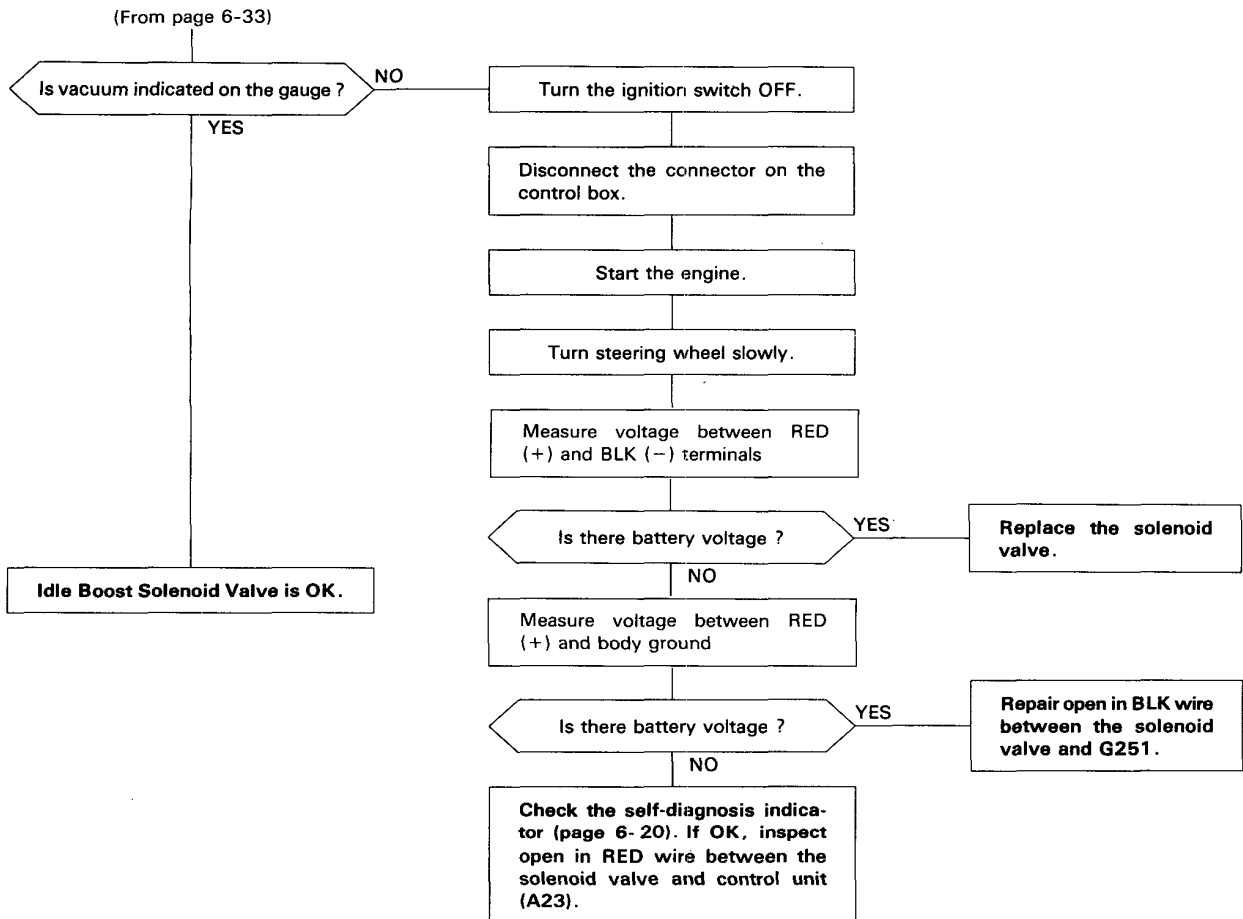 (From page 6-33)
Is vacuum indicated on the gauge ?
NO
YES
Turn the ignition switch OFF.
Disconnect the connector on the
control box.
Start the engine.
Turn steering wheel slowly.
Measure voltage between RED
(+) and BLK (−) terminals
Is there battery voltage ?
YES
Replace the solenoid
valve.
NO
Idle Boost Solenoid Valve is OK.
Measure voltage between RED
(+) and body ground
Is there battery voltage ?
YES
Repair open in BLK wire
between the solenoid
valve and G251.
NO
Check the self-diagnosis indica-
tor (page 6-20). If OK, inspect
open in RED wire between the
solenoid valve and control unit
(A23).